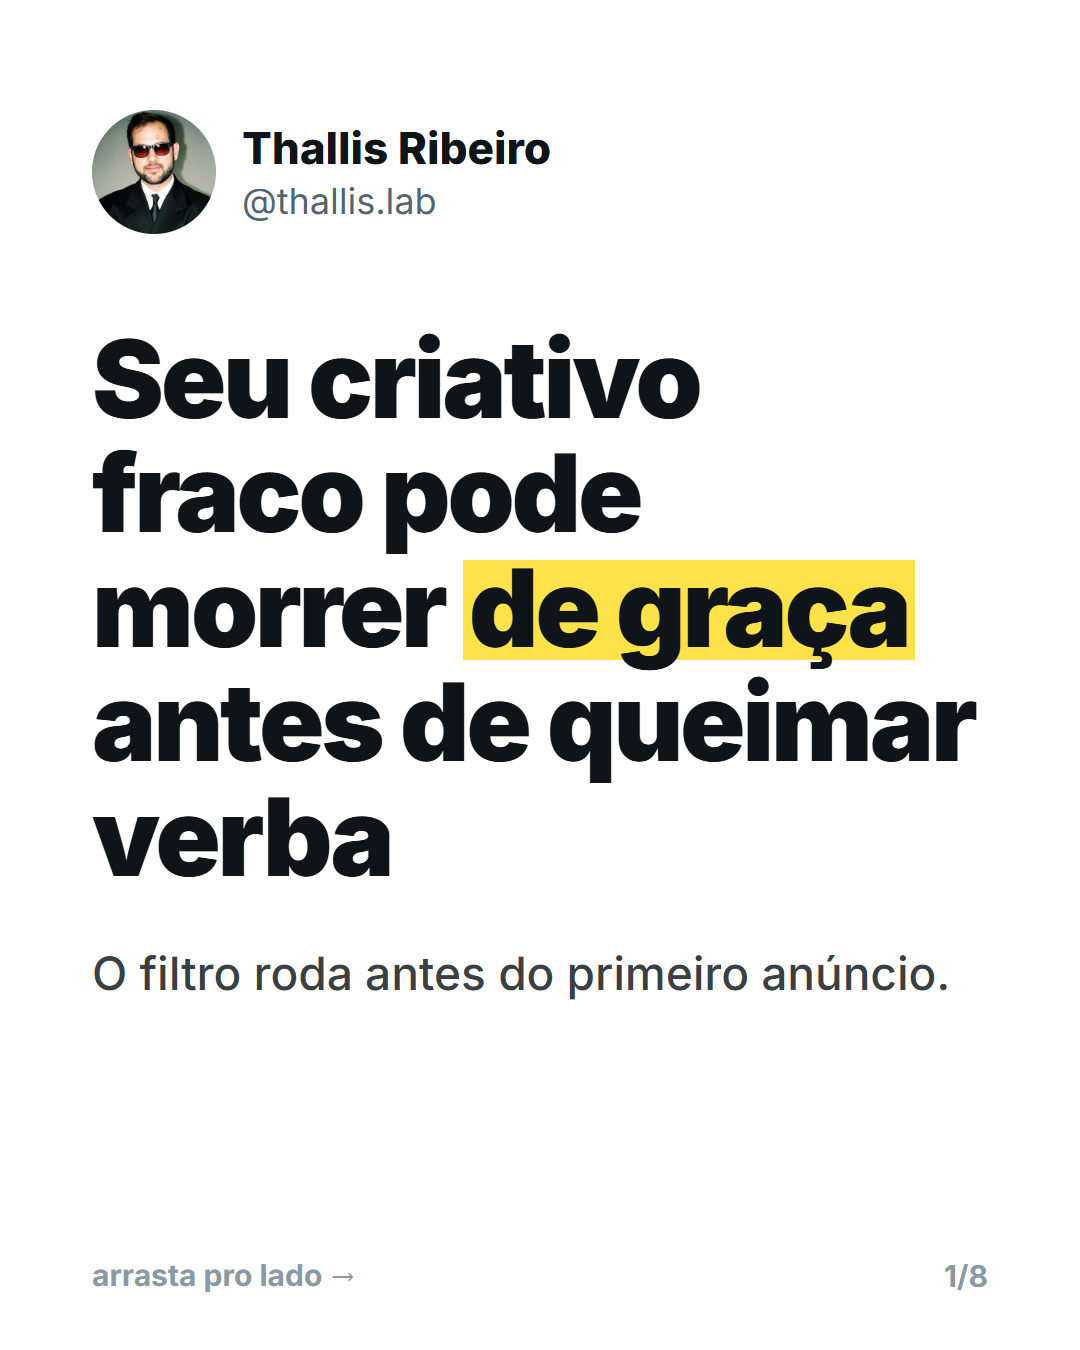 Thallis Ribeiro
@thallis.lab
Seu criativo
fraco pode
morrer de graça
antes de queimar
verba
O filtro roda antes do primeiro anúncio.
arrasta pro lado →
1/8